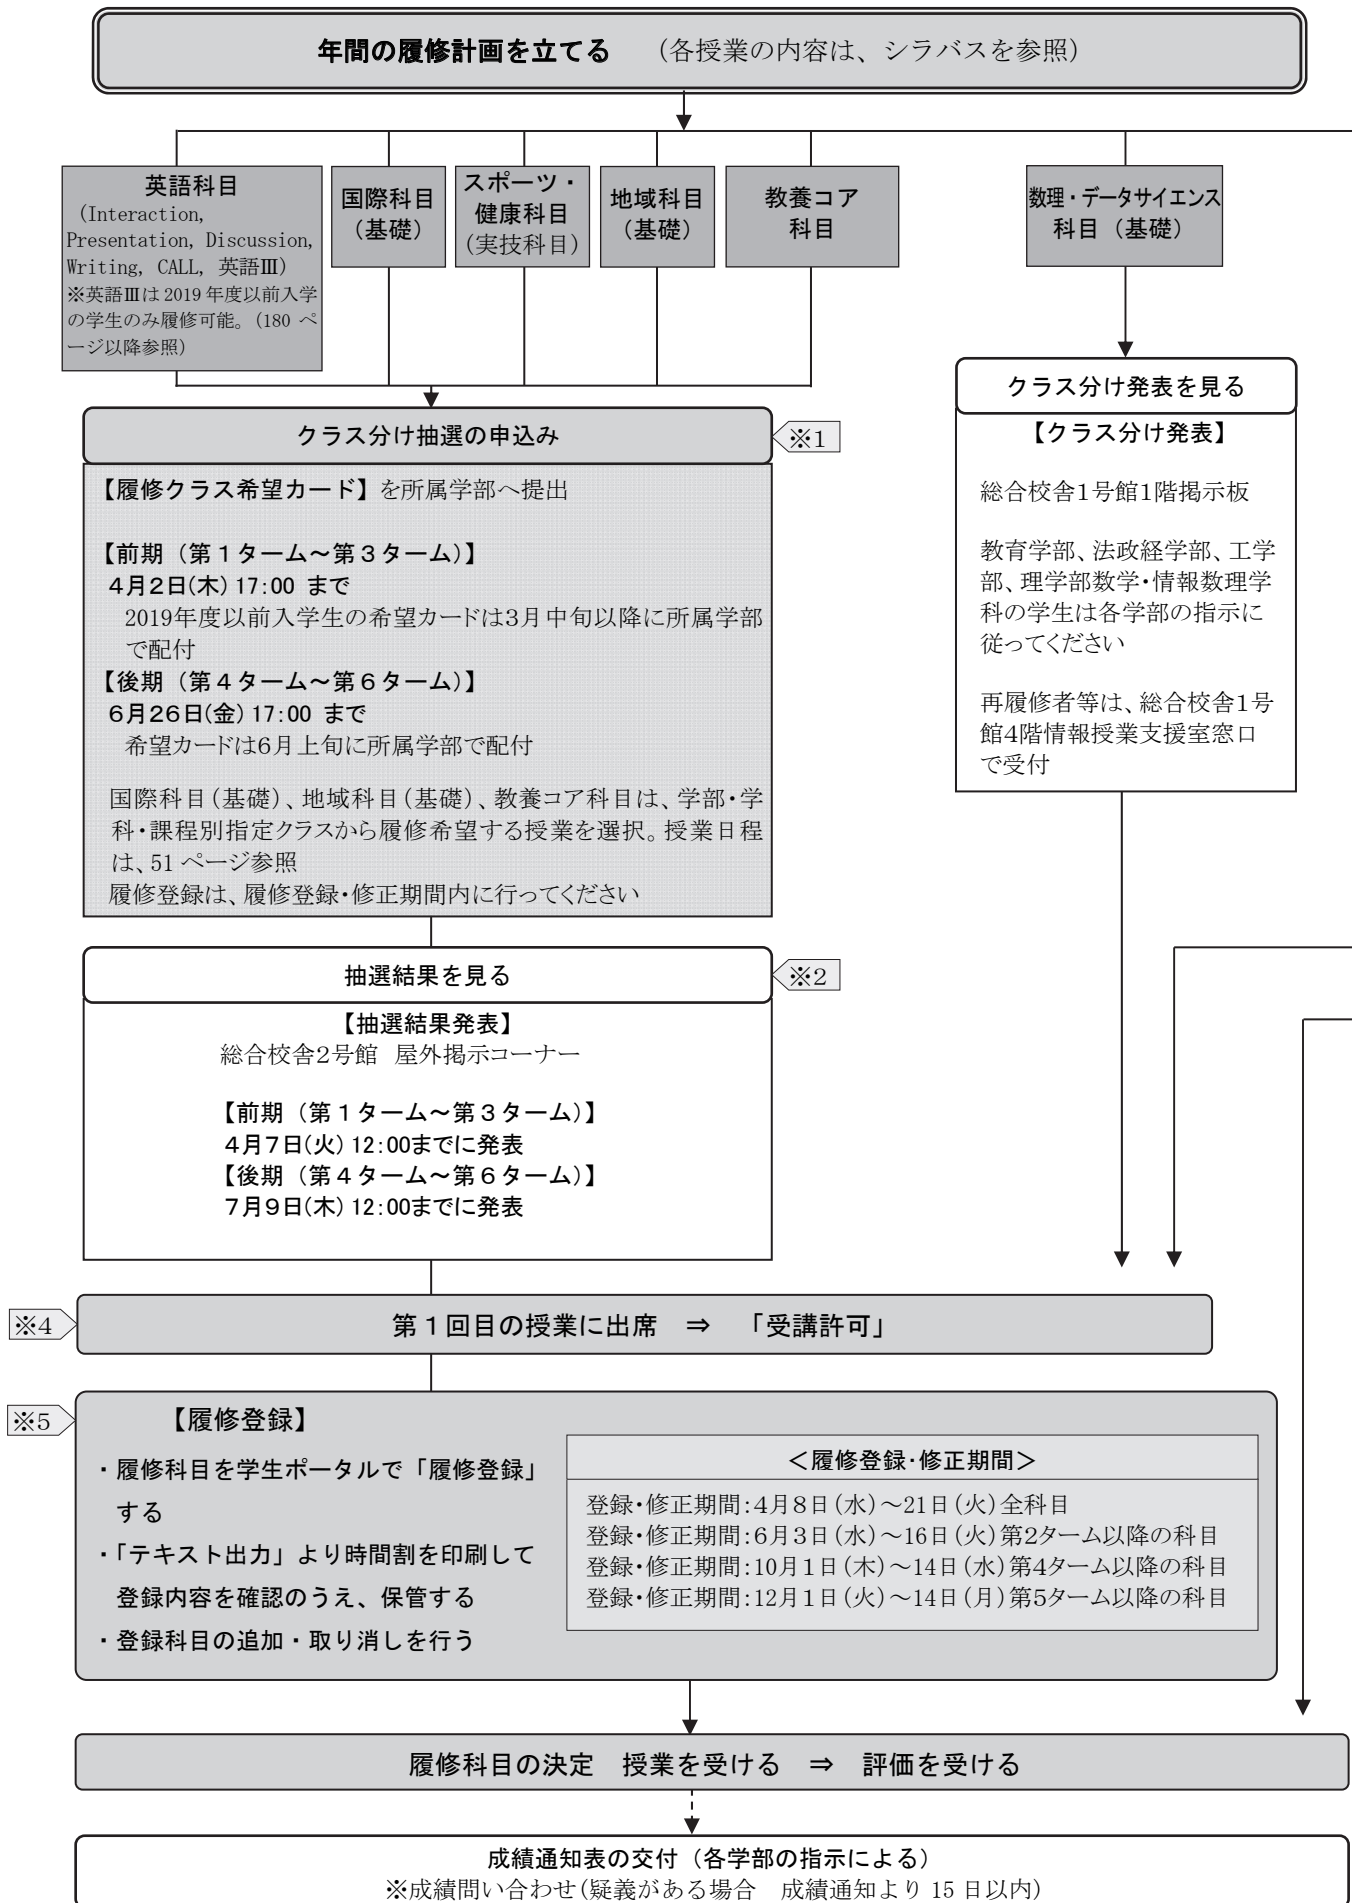 年間の履修計画を立てる　（各授業の内容は、シラバスを参照）
英語科目
（Interaction,
Presentation, Discussion,
Writing, CALL, 英語Ⅲ）
※英語Ⅲは2019年度以前入学
の学生のみ履修可能。（180 ペ
ージ以降参照）
国際科目
（基礎）
スポーツ・
健康科目
（実技科目）
地域科目
（基礎）
教養コア
科目
数理・データサイエンス
科目（基礎）
クラス分け発表を見る
【クラス分け発表】
総合校舎1号館1階掲示板
教育学部、法政経学部、工学
部、理学部数学・情報数理学
科の学生は各学部の指示に
従ってください
再履修者等は、総合校舎1号
館4階情報授業支援室窓口
で受付
クラス分け抽選の申込み
※1
【履修クラス希望カード】を所属学部へ提出
【前期（第１ターム～第３ターム）】
4月2日(木) 17:00 まで
2019年度以前入学生の希望カードは3月中旬以降に所属学部
で配付
【後期（第４ターム～第６ターム）】
6月26日(金) 17:00 まで
希望カードは6月上旬に所属学部で配付
国際科目（基礎）、地域科目（基礎）、教養コア科目は、学部・学
科・課程別指定クラスから履修希望する授業を選択。授業日程
は、51 ページ参照
履修登録は、履修登録・修正期間内に行ってください
抽選結果を見る
※2
【抽選結果発表】
総合校舎2号館　屋外掲示コーナー
【前期（第１ターム～第３ターム）】
4月7日(火) 12:00までに発表
【後期（第４ターム～第６ターム）】
7月9日(木) 12:00までに発表
※4
第１回目の授業に出席　⇒　「受講許可」
※5
【履修登録】
・履修科目を学生ポータルで「履修登録」
する
・「テキスト出力」より時間割を印刷して
登録内容を確認のうえ、保管する
・登録科目の追加・取り消しを行う
＜履修登録・修正期間＞
登録・修正期間：4月8日（水）～21日（火）全科目
登録・修正期間：6月3日（水）～16日（火）第2ターム以降の科目
登録・修正期間：10月1日（木）～14日（水）第4ターム以降の科目
登録・修正期間：12月1日（火）～14日（月）第5ターム以降の科目
履修科目の決定　授業を受ける　⇒　評価を受ける
成績通知表の交付（各学部の指示による）
※成績問い合わせ（疑義がある場合　成績通知より 15 日以内）